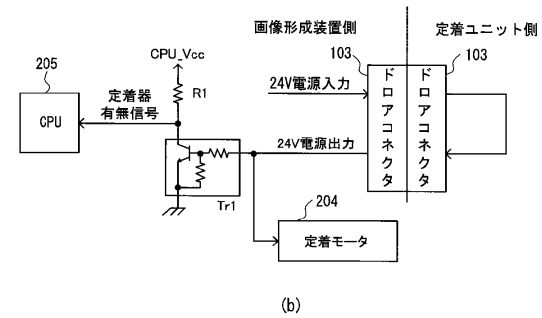 画像形成装置側
定着ユニット側
103
103
CPU_Vcc
205
R1
定着器
有無信号
CPU
24V電源入力
24V電源出力
ドロアコネクタ
ドロアコネクタ
Tr1
204
定着モータ
(b)